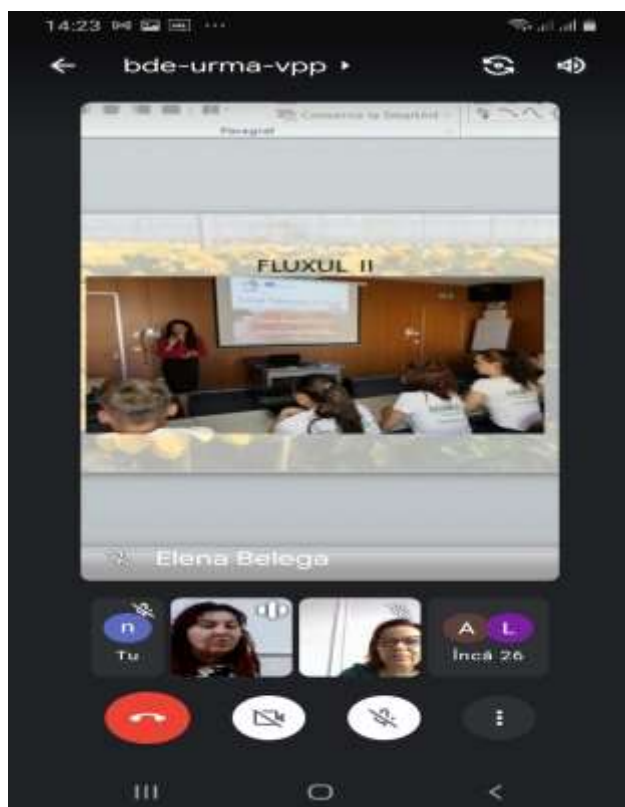 14:23
bde-urma-vpp
Paragraf
FLUXUL II
Elena Belega
n
A L
Tu
Încă 26